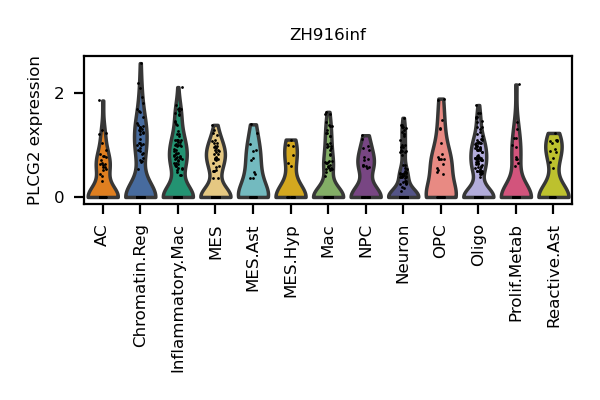 ZH916inf
PLCG2 expression
2
0
AC
Chromatin.Reg
Inflammatory.Mac
MES
MES.Ast
MES.Hyp
Mac
NPC
Neuron
OPC
Oligo
Prolif.Metab
Reactive.Ast